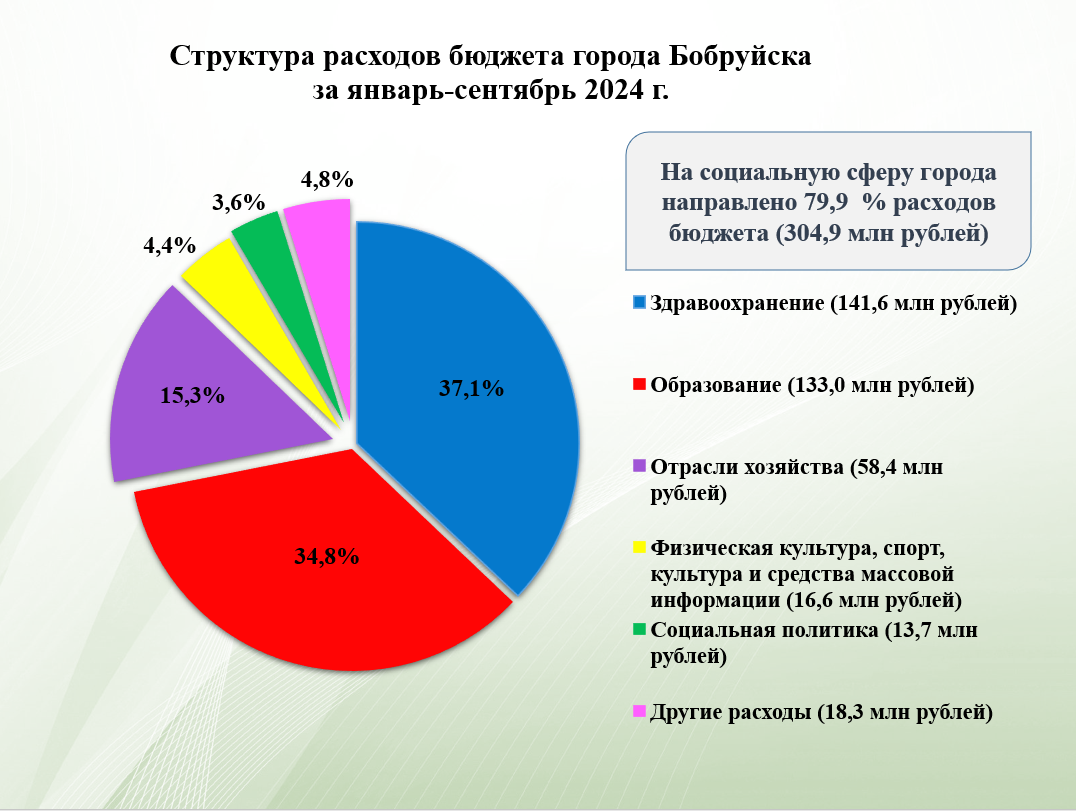 Структура расходов бюджета города Бобруйска
за январь-сентябрь 2024 г.
На социальную сферу города
направлено 79,9 % расходов
бюджета (304,9 млн рублей)
4,8%
3,6%
4,4%
15,3%
37,1%
34,8%
Здравоохранение (141,6 млн рублей)
Образование (133,0 млн рублей)
Отрасли хозяйства (58,4 млн
рублей)
Физическая культура, спорт,
культура и средства массовой
информации (16,6 млн рублей)
Социальная политика (13,7 млн
рублей)
Другие расходы (18,3 млн рублей)